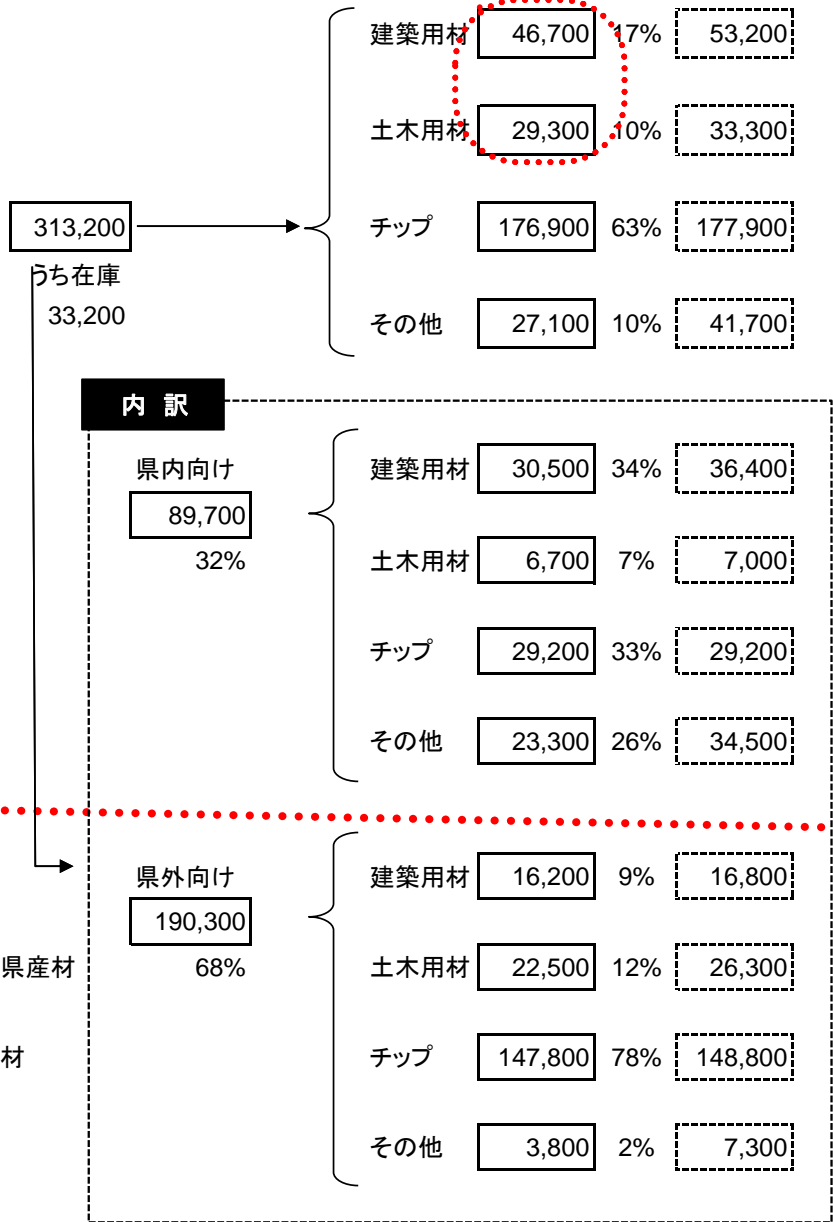 建築用材 46,700 17% 53,200
土木用材 29,300 10% 33,300
313,200 チップ 176,900 63% 177,900
うち在庫
33,200 その他 27,100 10% 41,700
内 訳
県内向け 建築用材 30,500 34% 36,400
89,700
32% 土木用材 6,700 7% 7,000
チップ 29,200 33% 29,200
その他 23,300 26% 34,500
県外向け 建築用材 16,200 9% 16,800
190,300
県産材 68% 土木用材 22,500 12% 26,300
材 チップ 147,800 78% 148,800
その他 3,800 2% 7,300